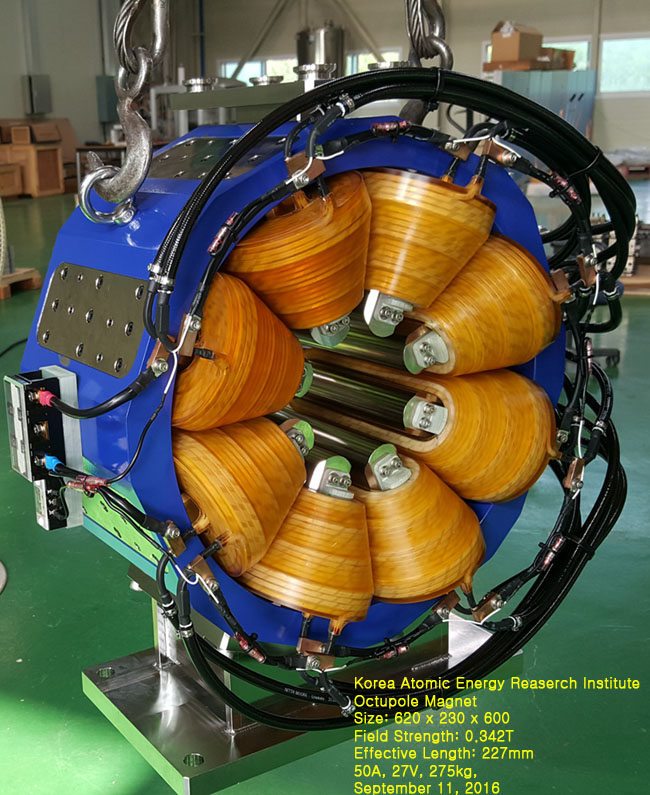 Korea Atomic Energy Reaserch Institute
Octupole Magnet
Size: 620 x 230 x 600
Field Strength: 0,342T
Effective Length: 227mm
50A, 27V, 275kg,
September 11, 2016